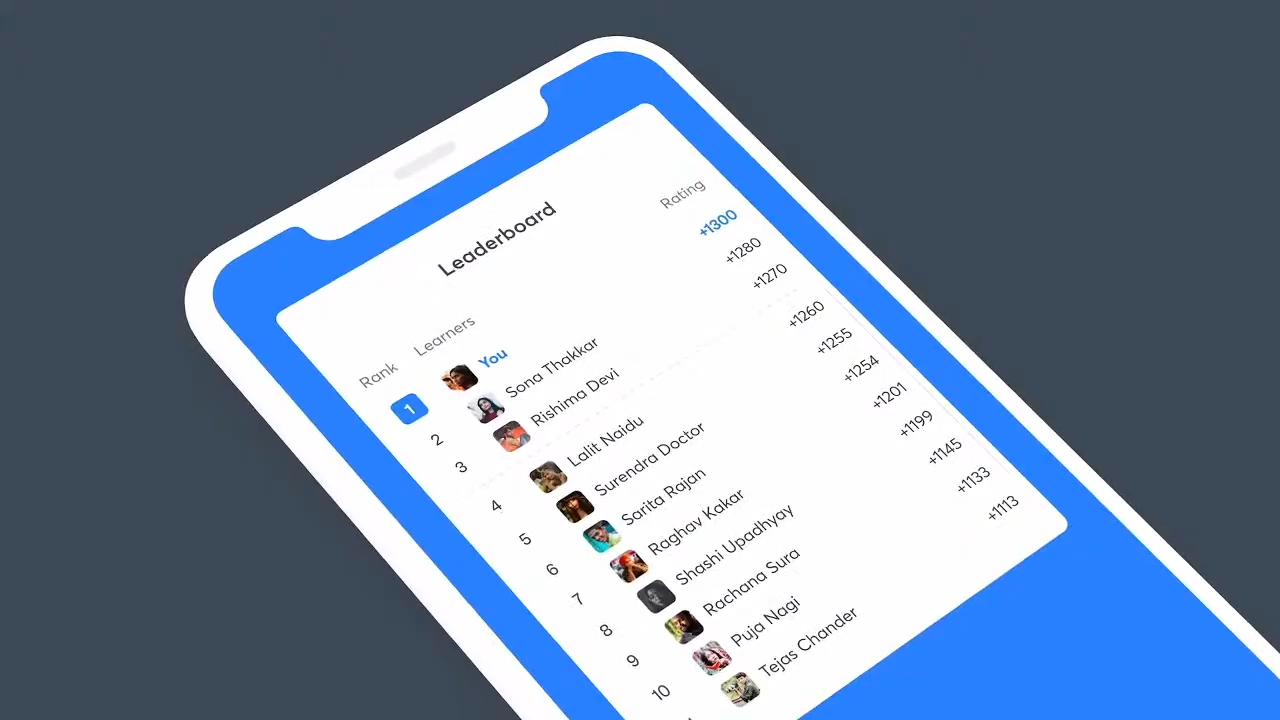 Leaderboard
Rank Learners Rating
1 You +1300
2 Sona Thakkar +1280
3 Rishima Devi +1270
4 Lalit Naidu +1260
5 Surendra Doctor +1255
6 Sarita Rajan +1254
7 Raghav Kakar +1201
8 Shashi Upadhyay +1199
9 Rachana Sura +1145
10 Puja Nagi +1133
Tejas Chander +1113